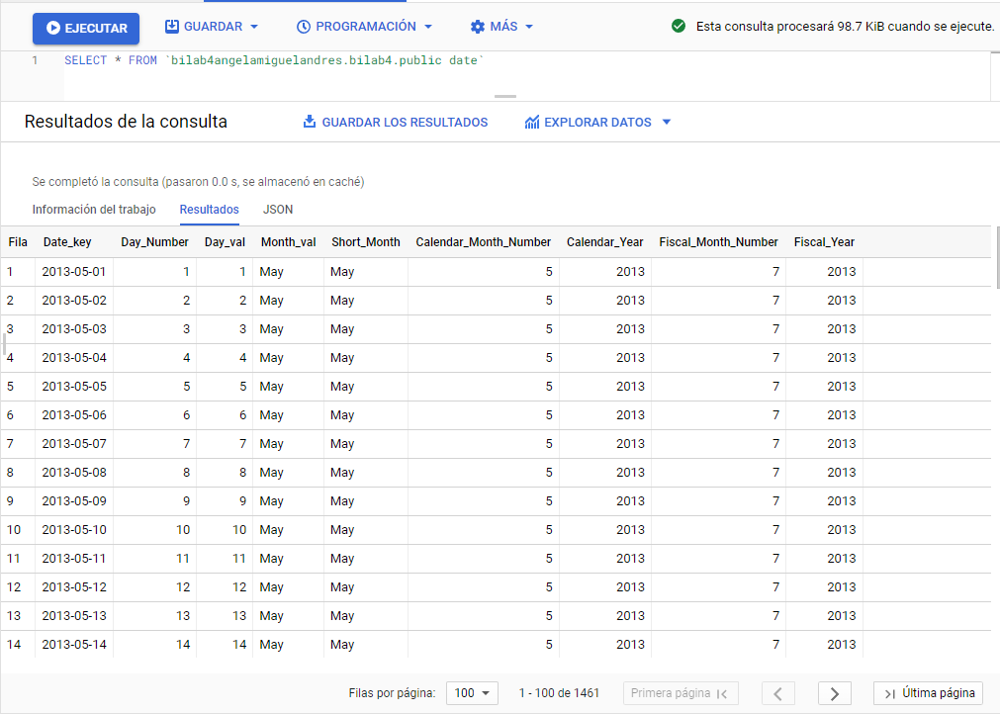 EJECUTAR GUARDAR PROGRAMACIÓN MÁS Esta consulta procesará 98.7 KiB cuando se ejecute.
1 SELECT * FROM `bilab4angelamiguelandres.bilab4.public date`
Resultados de la consulta GUARDAR LOS RESULTADOS EXPLORAR DATOS
Se completó la consulta (pasaron 0.0 s, se almacenó en caché)
Información del trabajo Resultados JSON
Fila Date_key Day_Number Day_val Month_val Short_Month Calendar_Month_Number Calendar_Year Fiscal_Month_Number Fiscal_Year
1 2013-05-01 1 1 May May 5 2013 7 2013
2 2013-05-02 2 2 May May 5 2013 7 2013
3 2013-05-03 3 3 May May 5 2013 7 2013
4 2013-05-04 4 4 May May 5 2013 7 2013
5 2013-05-05 5 5 May May 5 2013 7 2013
6 2013-05-06 6 6 May May 5 2013 7 2013
7 2013-05-07 7 7 May May 5 2013 7 2013
8 2013-05-08 8 8 May May 5 2013 7 2013
9 2013-05-09 9 9 May May 5 2013 7 2013
10 2013-05-10 10 10 May May 5 2013 7 2013
11 2013-05-11 11 11 May May 5 2013 7 2013
12 2013-05-12 12 12 May May 5 2013 7 2013
13 2013-05-13 13 13 May May 5 2013 7 2013
14 2013-05-14 14 14 May May 5 2013 7 2013
Filas por página: 100 1 - 100 de 1461 Primera página Última página